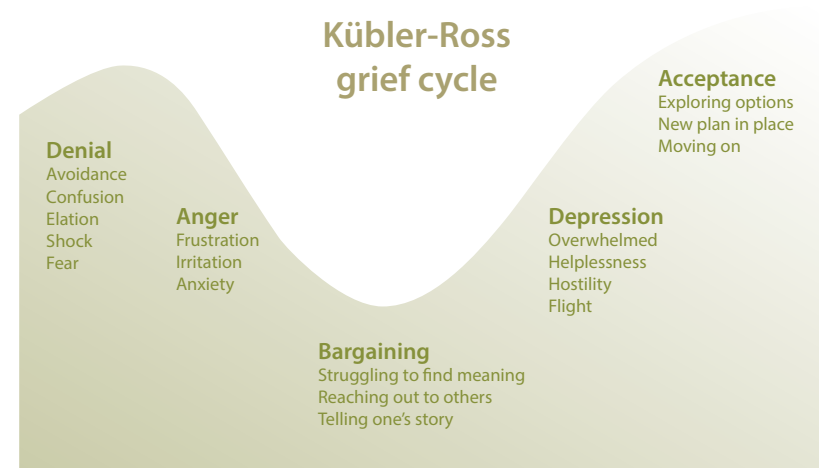 Kübler-Ross
grief cycle
Denial
Avoidance
Confusion
Elation
Shock
Fear
Anger
Frustration
Irritation
Anxiety
Bargaining
Struggling to find meaning
Reaching out to others
Telling one’s story
Depression
Overwhelmed
Helplessness
Hostility
Flight
Acceptance
Exploring options
New plan in place
Moving on